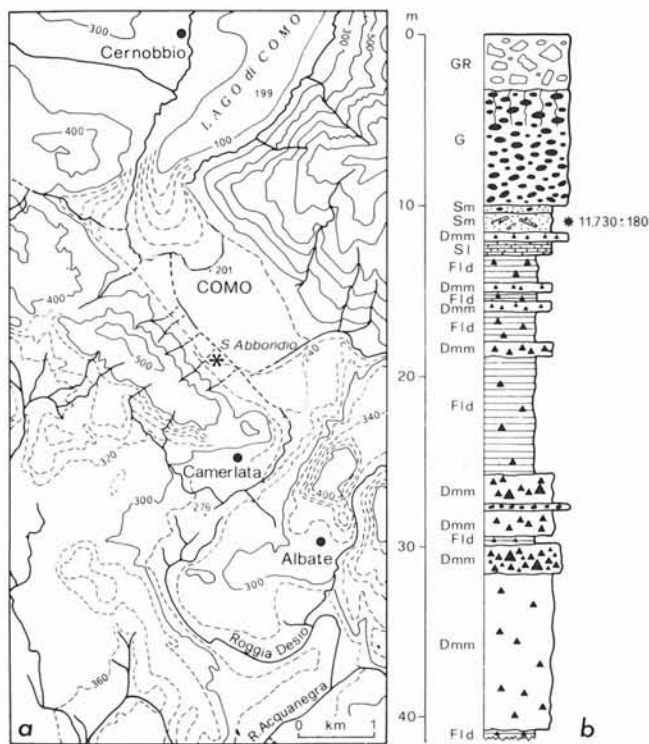 300
Cernobbio
LAGO di COMO
300
500
199
400
100
201
COMO
400
500
S Abbondio
340
320
Camerlata
300
276
400
Albate
300
Roggia Desio
360
R. Acquanegra
0 km 1
a
m
0
GR
G
10
Sm
Sm
11.730±180
Dmm
Sl
Fld
Dmm
Fld
Dmm
Fld
Dmm
20
Fld
Dmm
Dmm
Fld
30
Dmm
Dmm
40
Fld
b